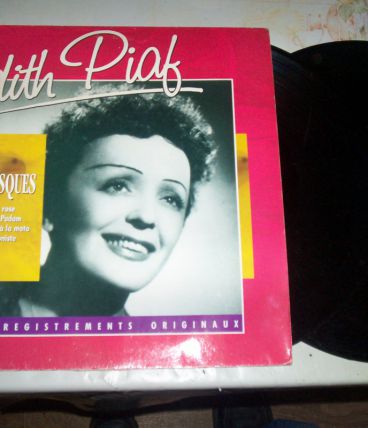 dith Piaf
SQUES
rose
Padam
à la moto
niste
REGISTREMENTS ORIGINAUX